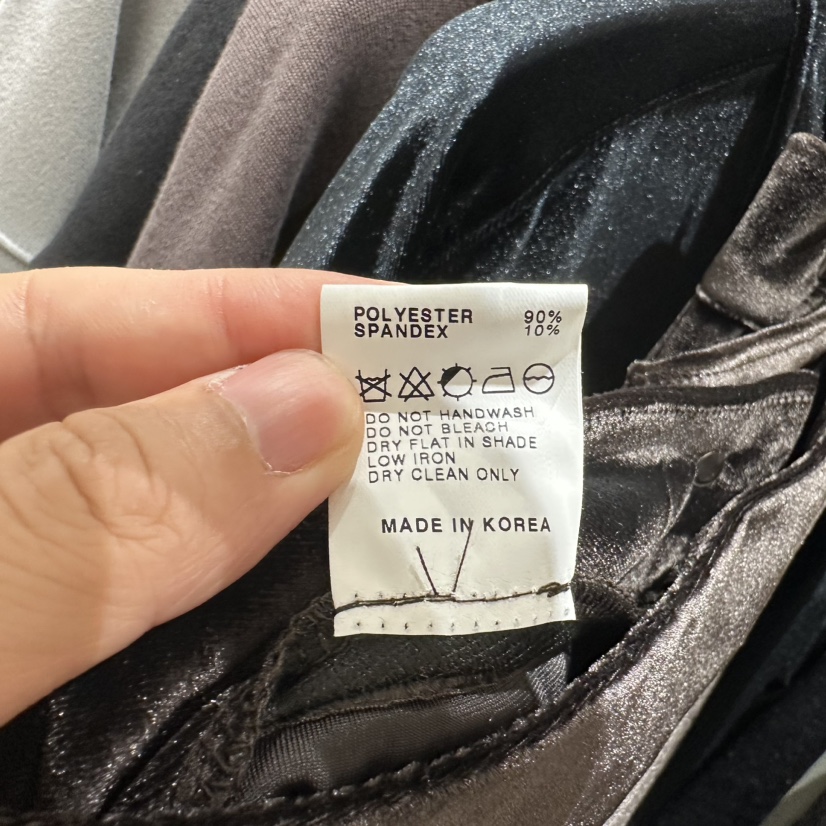 POLYESTER 90%
SPANDEX 10%
DO NOT HANDWASH
DO NOT BLEACH
DRY FLAT IN SHADE
LOW IRON
DRY CLEAN ONLY
MADE IN KOREA